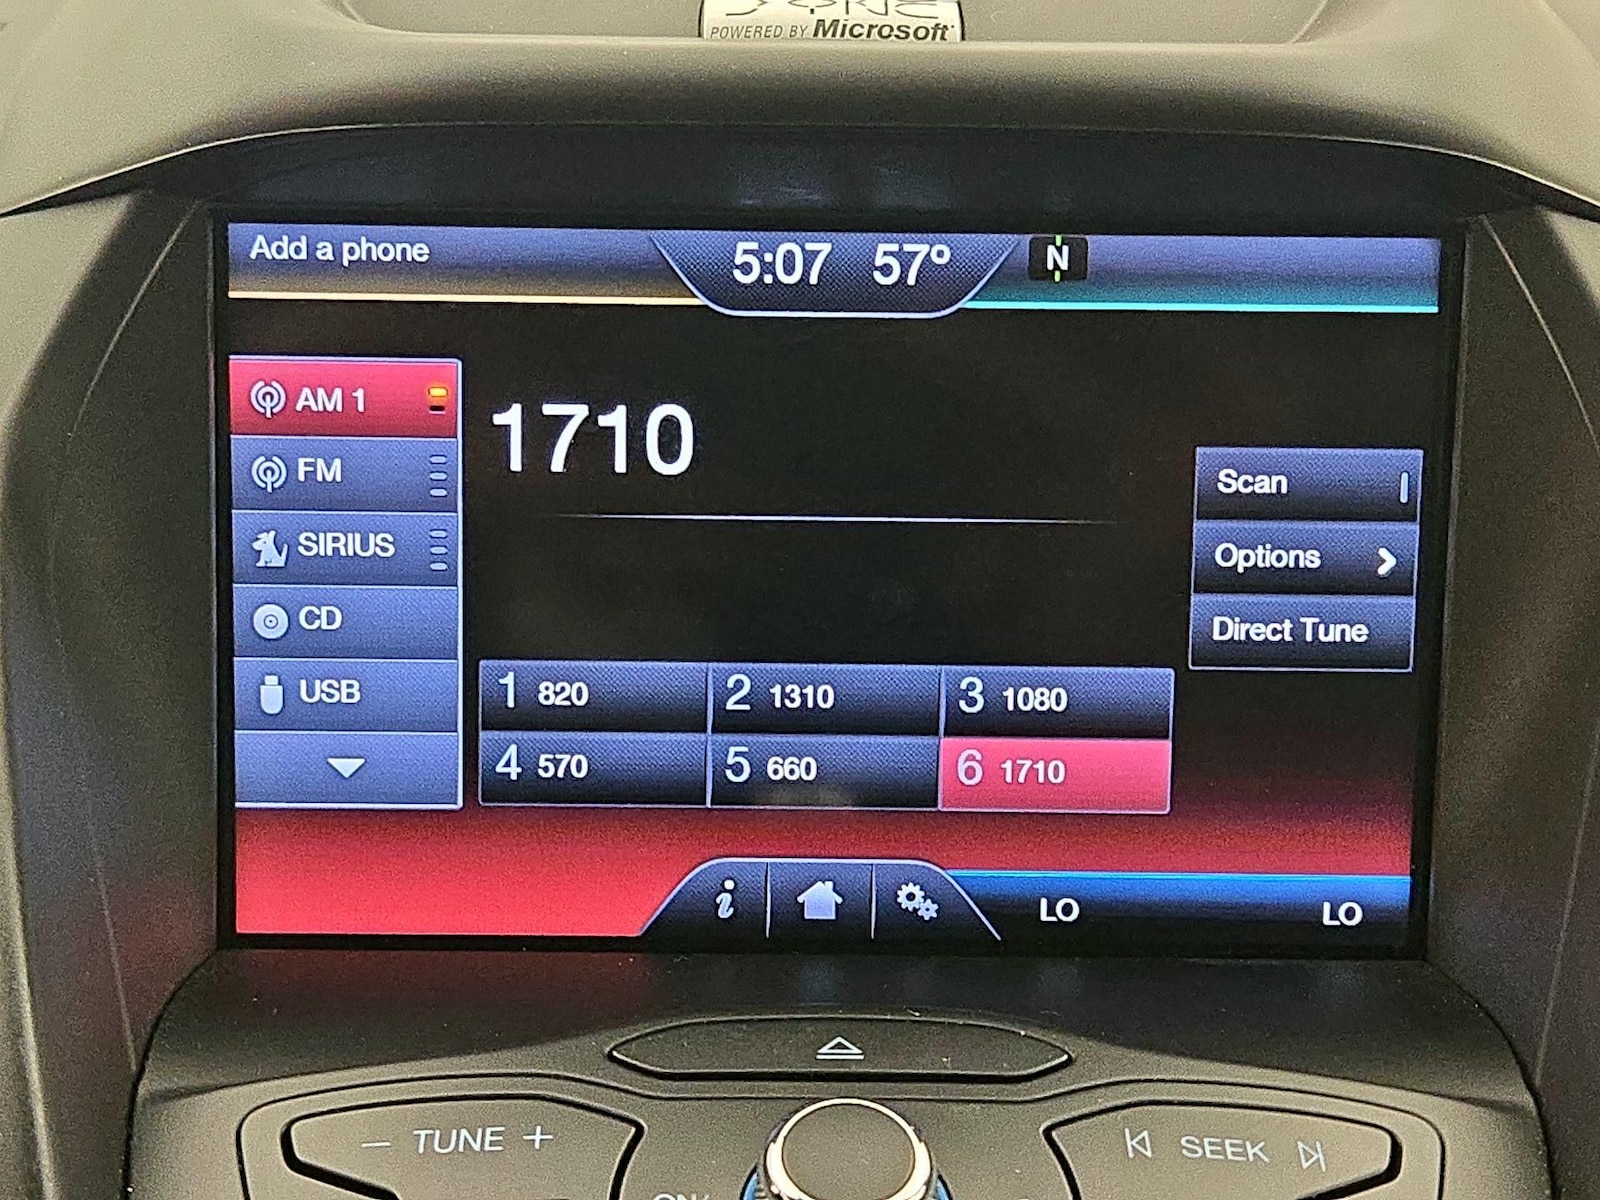 POWERED BY Microsoft
Add a phone
5:07 57° N
AM 1
FM
SIRIUS
CD
USB
1710
Scan
Options
Direct Tune
1 820 2 1310 3 1080
4 570 5 660 6 1710
i
LO LO
– TUNE +
SEEK